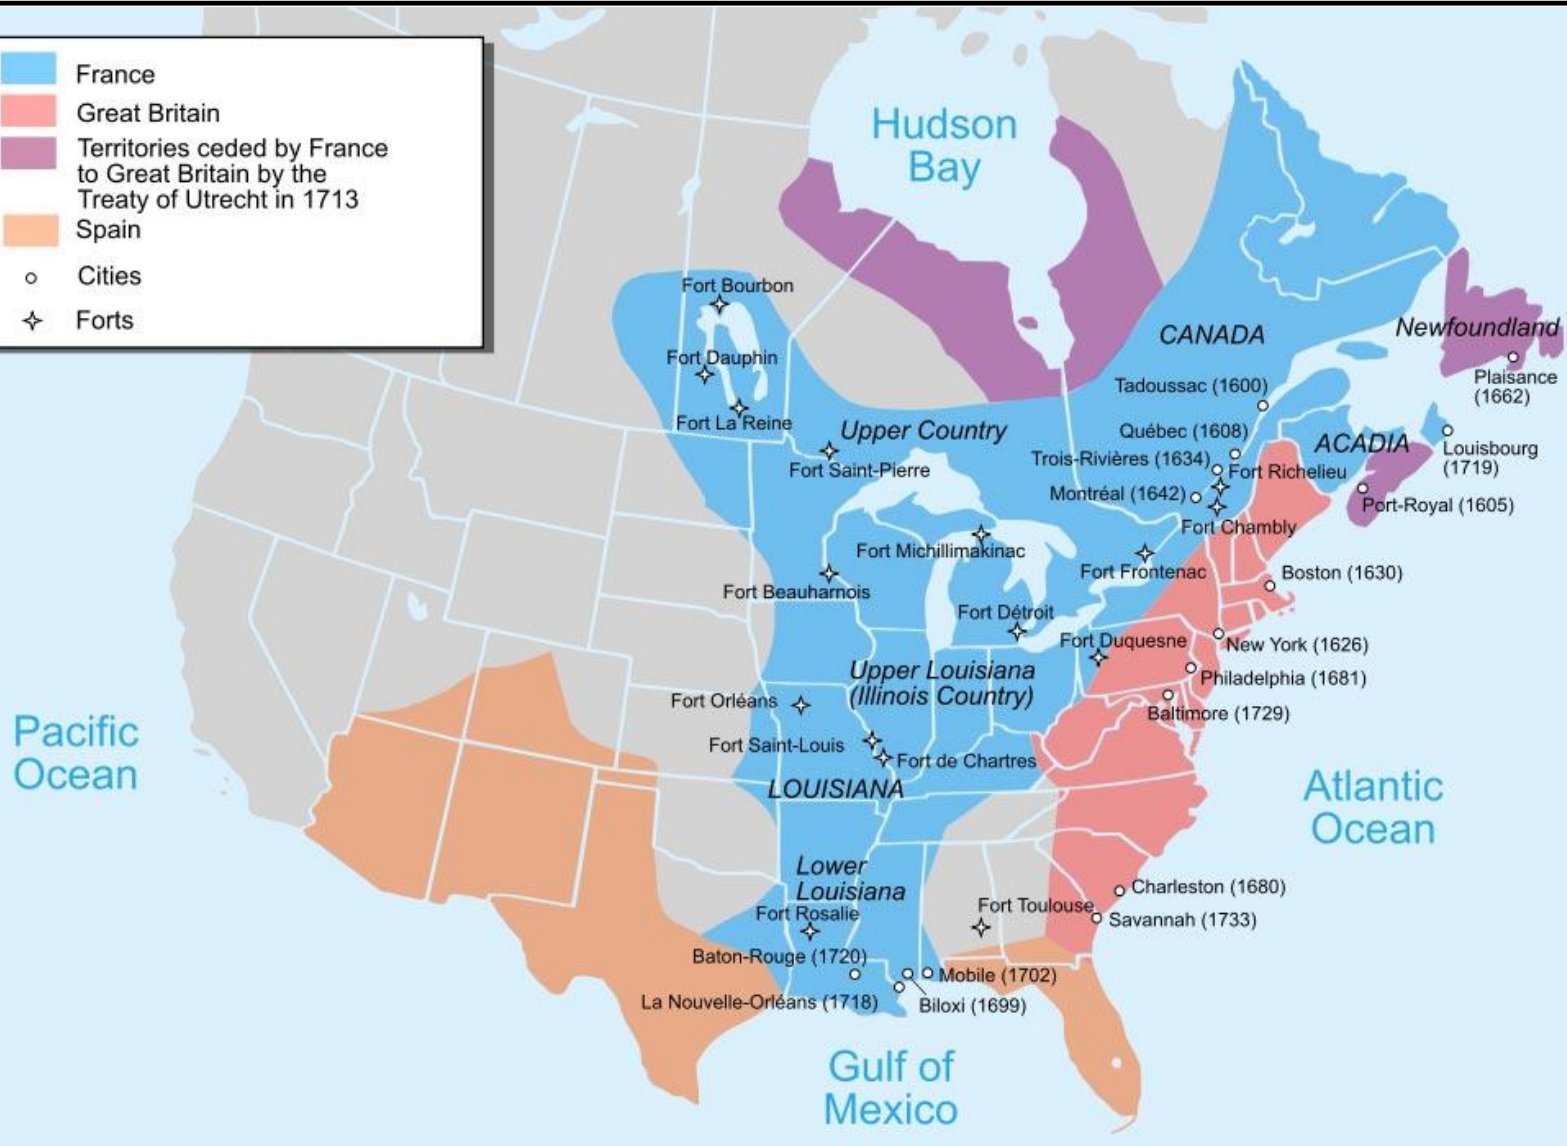 France
Great Britain
Territories ceded by France
to Great Britain by the
Treaty of Utrecht in 1713
Spain
Cities
Forts
Hudson
Bay
Fort Bourbon
CANADA
Newfoundland
Fort Dauphin
Plaisance
(1662)
Tadoussac (1600)
Fort La Reine
Upper Country
Québec (1608)
ACADIA
Louisbourg
(1719)
Trois-Rivières (1634)
Fort Richelieu
Fort Saint-Pierre
Montréal (1642)
Port-Royal (1605)
Fort Chambly
Fort Michillimakinac
Fort Frontenac
Boston (1630)
Fort Beauharnois
Fort Détroit
Fort Duquesne
New York (1626)
Upper Louisiana
(Illinois Country)
Philadelphia (1681)
Fort Orléans
Baltimore (1729)
Pacific
Ocean
Fort Saint-Louis
Fort de Chartres
LOUISIANA
Atlantic
Ocean
Lower
Louisiana
Charleston (1680)
Fort Rosalie
Fort Toulouse
Savannah (1733)
Baton-Rouge (1720)
Mobile (1702)
La Nouvelle-Orléans (1718)
Biloxi (1699)
Gulf of
Mexico